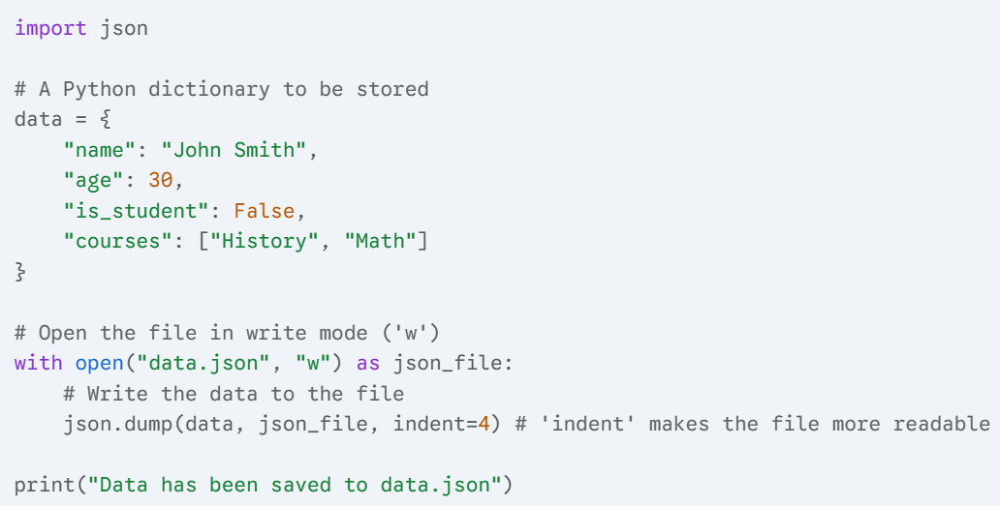 import json
# A Python dictionary to be stored
data = {
    "name": "John Smith",
    "age": 30,
    "is_student": False,
    "courses": ["History", "Math"]
}
# Open the file in write mode ('w')
with open("data.json", "w") as json_file:
    # Write the data to the file
    json.dump(data, json_file, indent=4) # 'indent' makes the file more readable
print("Data has been saved to data.json")